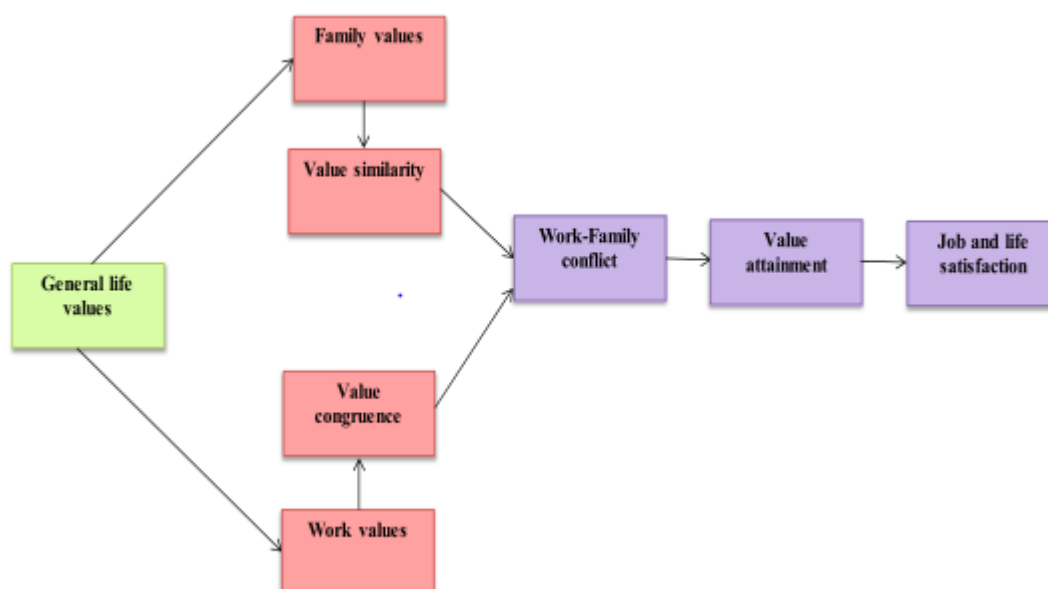 Family values
Value similarity
Work-Family
conflict
Value
attainment
Job and life
satisfaction
General life
values
Value
congruence
Work values